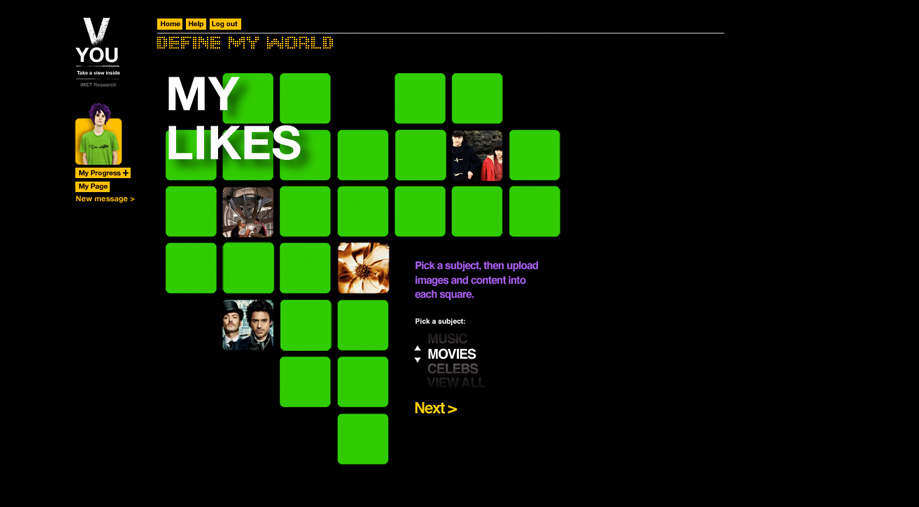 V
YOU
Take a view inside
IMET Research
Home
Help
Log out
DEFINE MY WORLD
MY
LIKES
My Progress +
My Page
New message >
Pick a subject, then upload
images and content into
each square.
Pick a subject:
MUSIC
MOVIES
CELEBS
VIEW ALL
Next >